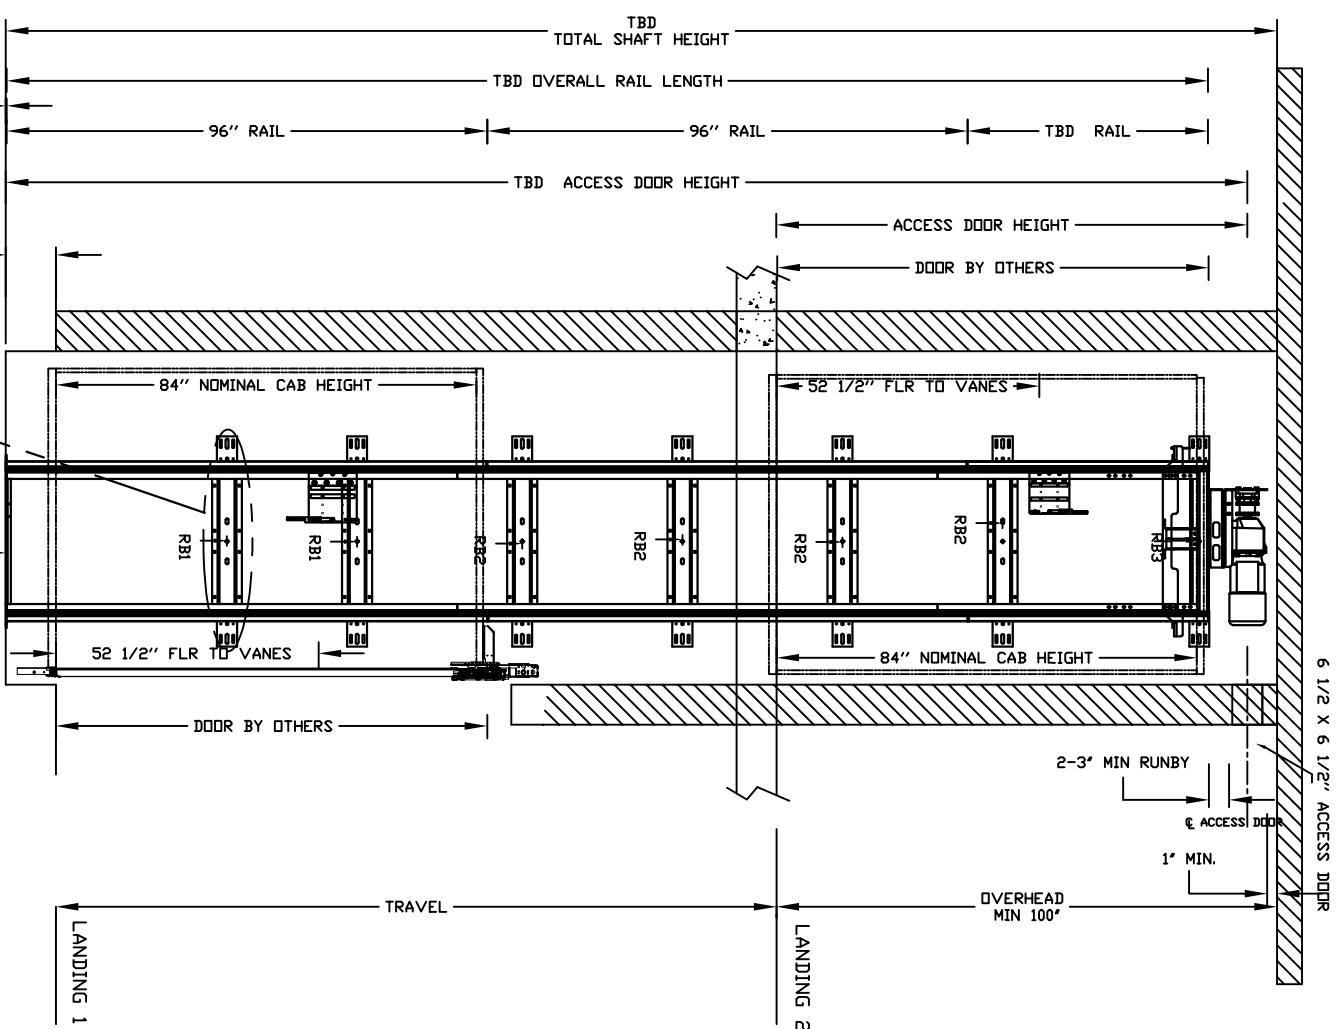 TBD
TOTAL SHAFT HEIGHT
TBD OVERALL RAIL LENGTH
96" RAIL
96" RAIL
TBD RAIL
TBD ACCESS DOOR HEIGHT
ACCESS DOOR HEIGHT
DOOR BY OTHERS
84" NOMINAL CAB HEIGHT
52 1/2" FLR TO VANES
RB1
RB1
RB2
RB2
RB2
RB2
RB3
52 1/2" FLR TO VANES
84" NOMINAL CAB HEIGHT
DOOR BY OTHERS
2-3" MIN RUNBY
6 1/2 X 6 1/2" ACCESS DOOR
℄ ACCESS DOOR
1" MIN.
TRAVEL
OVERHEAD
MIN 100"
LANDING 1
LANDING 2